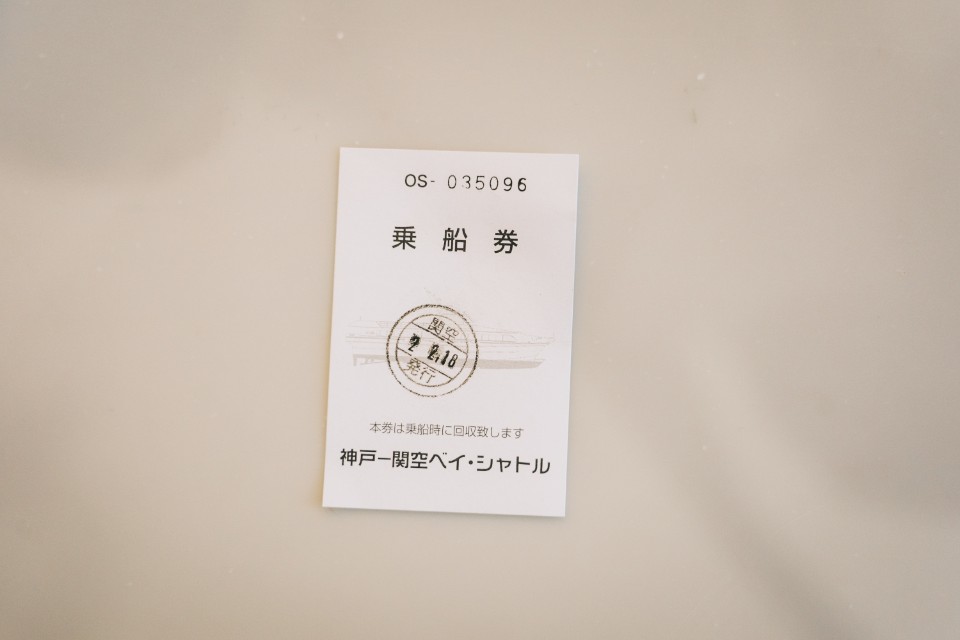 OS- 035096
乗船券
関空
2 2.18
発行
本券は乗船時に回収致します
神戸ー関空ベイ・シャトル